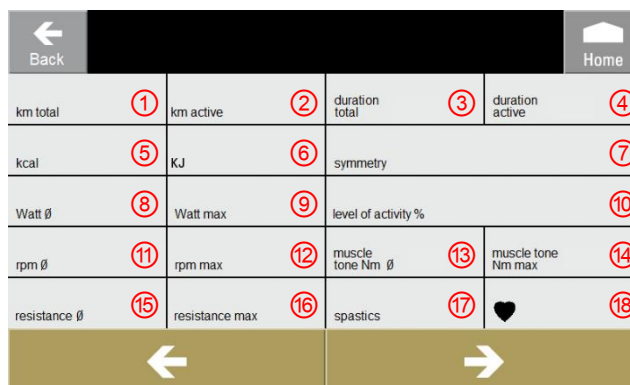 Back
Home
km total ①
km active ②
duration
total ③
duration
active ④
kcal ⑤
KJ ⑥
symmetry ⑦
Watt Ø ⑧
Watt max ⑨
level of activity % ⑩
rpm Ø ⑪
rpm max ⑫
muscle
tone Nm Ø ⑬
muscle tone
Nm max ⑭
resistance Ø ⑮
resistance max ⑯
spastics ⑰
⑱